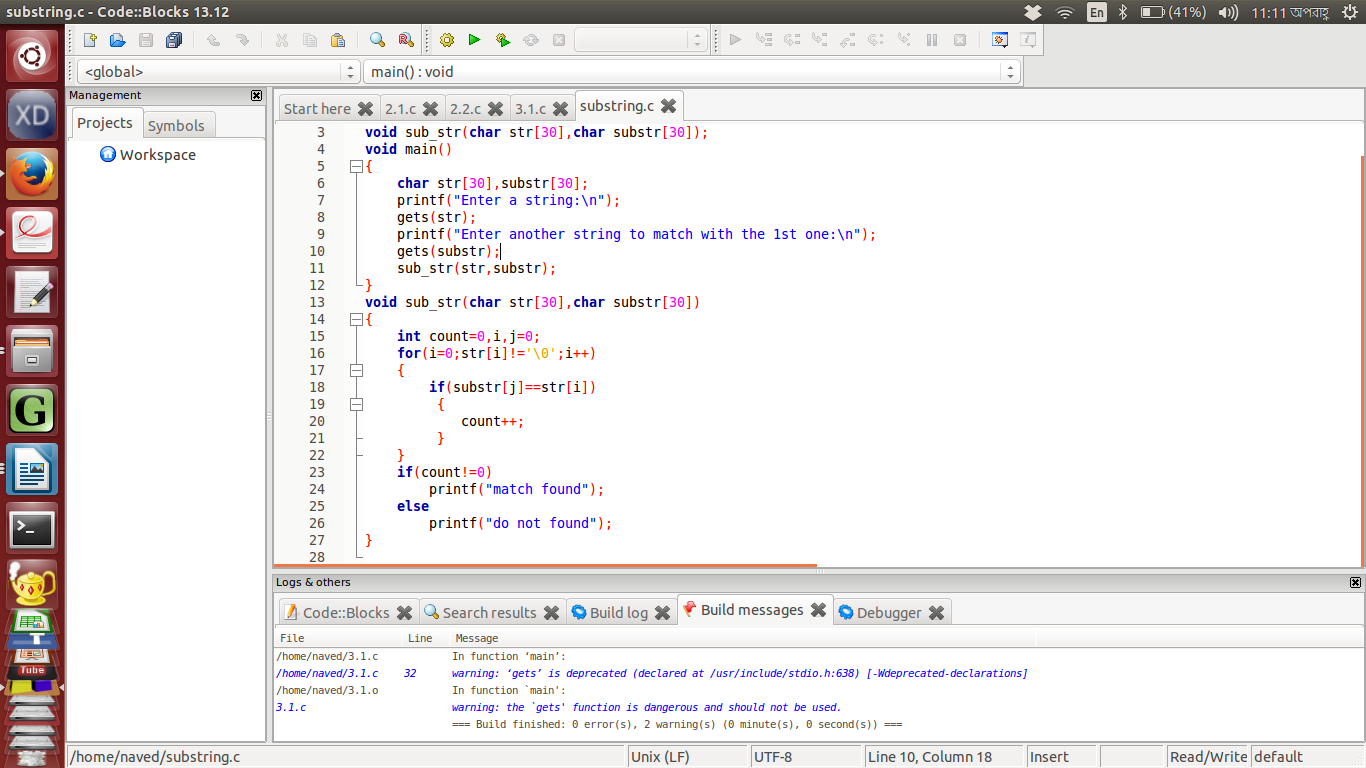 substring.c - Code::Blocks 13.12
En
(41%)
11:11 অপরাহ্ণ
<global>
main() : void
Management
Projects
Symbols
Workspace
Start here
2.1.c
2.2.c
3.1.c
substring.c
3 void sub_str(char str[30],char substr[30]);
4 void main()
5 {
6 char str[30],substr[30];
7 printf("Enter a string:\n");
8 gets(str);
9 printf("Enter another string to match with the 1st one:\n");
10 gets(substr);
11 sub_str(str,substr);
12 }
13 void sub_str(char str[30],char substr[30])
14 {
15 int count=0,i,j=0;
16 for(i=0;str[i]!='\0';i++)
17 {
18 if(substr[j]==str[i])
19 {
20 count++;
21 }
22 }
23 if(count!=0)
24 printf("match found");
25 else
26 printf("do not found");
27 }
28
XD
G
T
Tube
Logs & others
Code::Blocks
Search results
Build log
Build messages
Debugger
File Line Message
/home/naved/3.1.c In function ‘main’:
/home/naved/3.1.c 32 warning: ‘gets’ is deprecated (declared at /usr/include/stdio.h:638) [-Wdeprecated-declarations]
/home/naved/3.1.o In function `main':
3.1.c warning: the `gets' function is dangerous and should not be used.
=== Build finished: 0 error(s), 2 warning(s) (0 minute(s), 0 second(s)) ===
/home/naved/substring.c
Unix (LF)
UTF-8
Line 10, Column 18
Insert
Read/Write
default